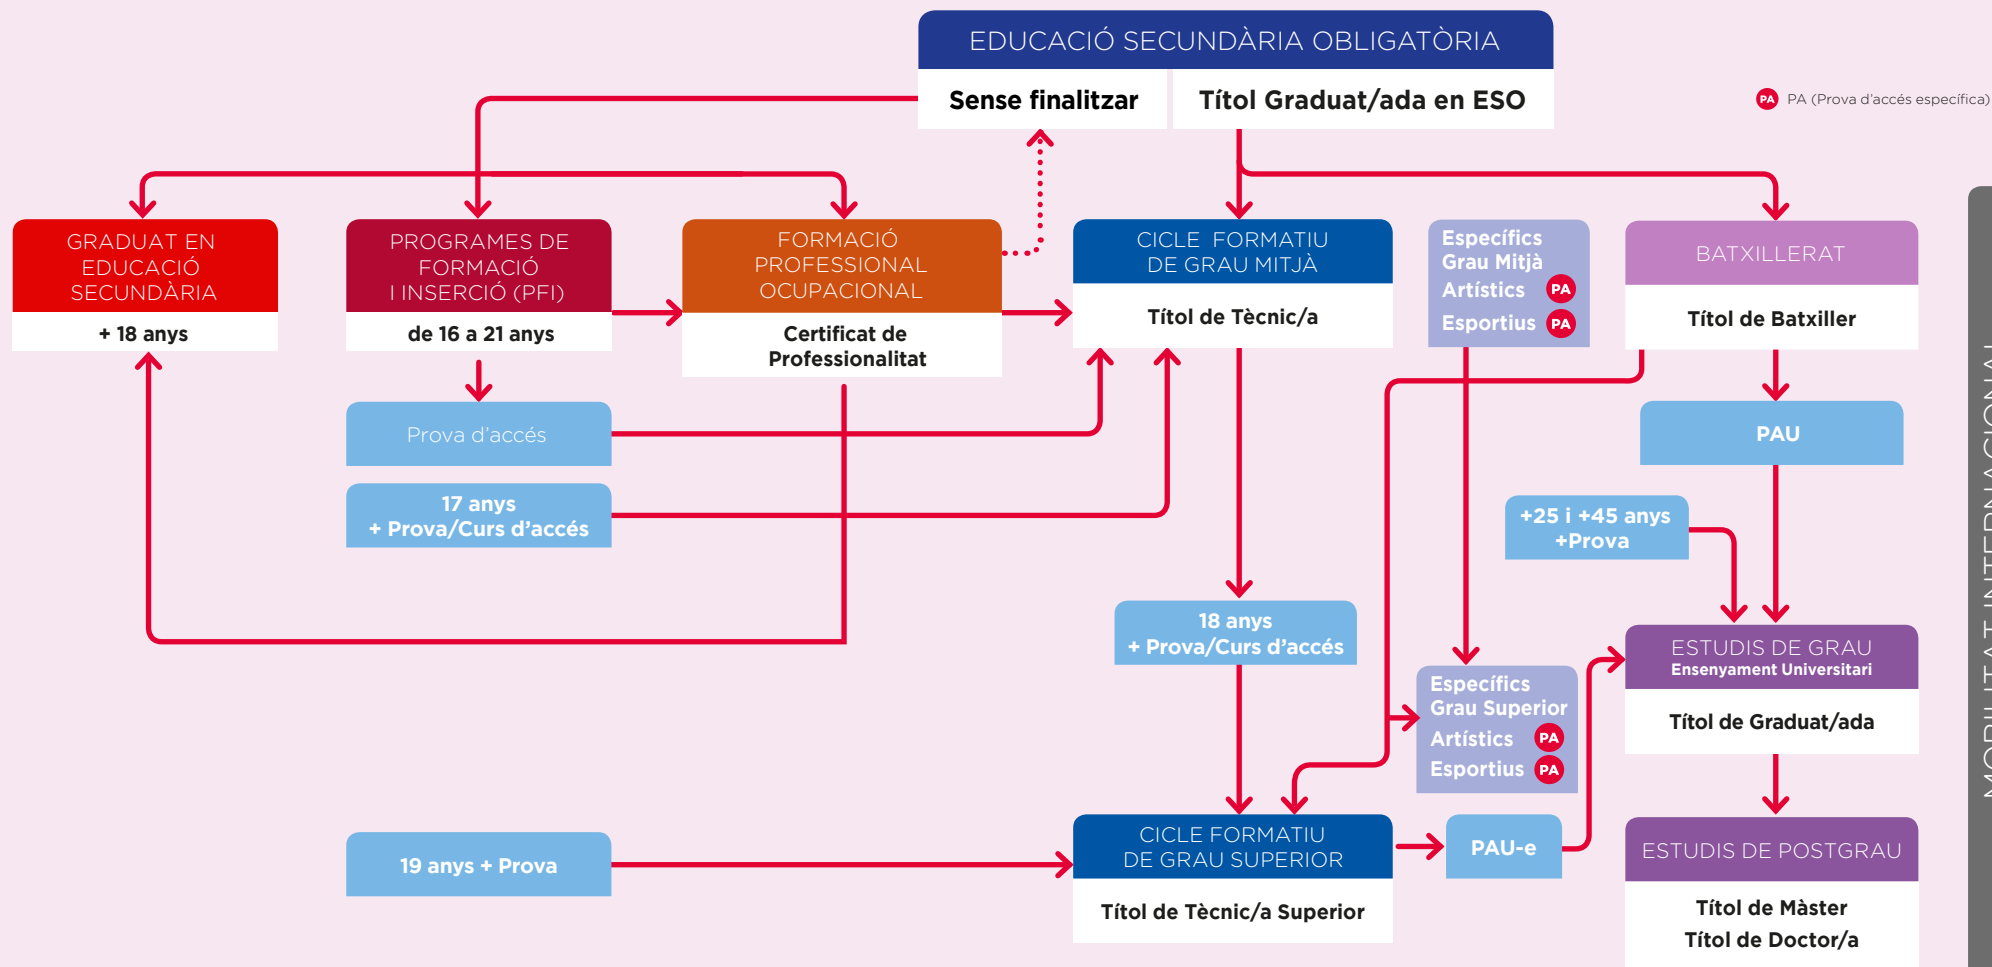 EDUCACIÓ SECUNDÀRIA OBLIGATÒRIA
Sense finalitzar
Títol Graduat/ada en ESO
PA PA (Prova d'accés específica)
GRADUAT EN
EDUCACIÓ
SECUNDÀRIA
+ 18 anys
PROGRAMES DE
FORMACIÓ
I INSERCIÓ (PFI)
de 16 a 21 anys
FORMACIÓ
PROFESSIONAL
OCUPACIONAL
Certificat de
Professionalitat
CICLE FORMATIU
DE GRAU MITJÀ
Títol de Tècnic/a
Específics
Grau Mitjà
Artístics PA
Esportius PA
BATXILLERAT
Títol de Batxiller
Prova d'accés
17 anys
+ Prova/Curs d'accés
PAU
+25 i +45 anys
+Prova
18 anys
+ Prova/Curs d'accés
Específics
Grau Superior
Artístics PA
Esportius PA
ESTUDIS DE GRAU
Ensenyament Universitari
Títol de Graduat/ada
19 anys + Prova
CICLE FORMATIU
DE GRAU SUPERIOR
Títol de Tècnic/a Superior
PAU-e
ESTUDIS DE POSTGRAU
Títol de Màster
Títol de Doctor/a
MOBILITAT INTERNACIONAL